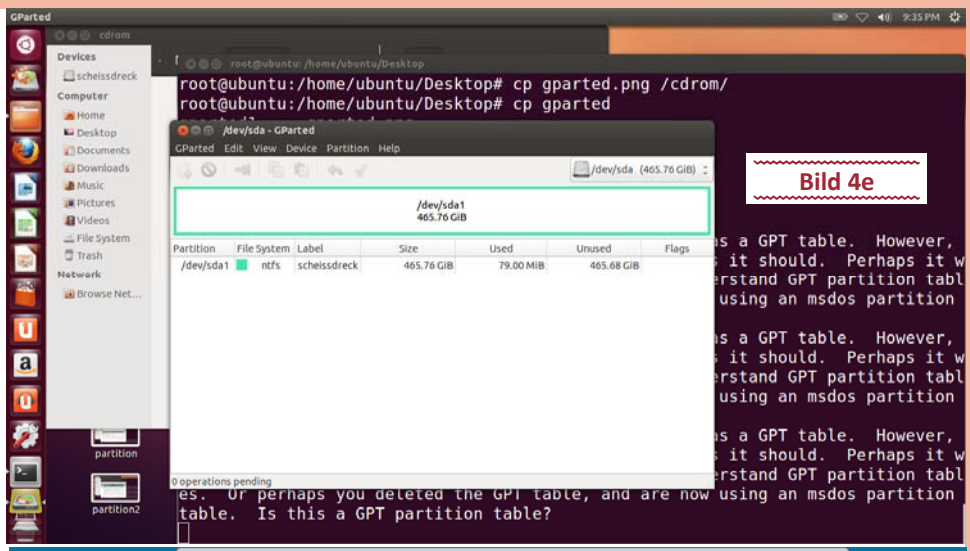 GParted
9:35 PM
cdrom
Devices
scheissdreck
Computer
Home
Desktop
Documents
Downloads
Music
Pictures
Videos
File System
Trash
Network
Browse Net...
root@ubuntu: /home/ubuntu/Desktop
root@ubuntu:/home/ubuntu/Desktop# cp gparted.png /cdrom/
root@ubuntu:/home/ubuntu/Desktop# cp gparted
/dev/sda - GParted
GParted Edit View Device Partition Help
/dev/sda (465.76 GiB)
/dev/sda1
465.76 GiB
Partition File System Label Size Used Unused Flags
/dev/sda1 ntfs scheissdreck 465.76 GiB 79.00 MiB 465.68 GiB
0 operations pending
Bild 4e
as a GPT table. However,
it should. Perhaps it w
erstand GPT partition tabl
using an msdos partition
as a GPT table. However,
it should. Perhaps it w
erstand GPT partition tabl
using an msdos partition
as a GPT table. However,
it should. Perhaps it w
erstand GPT partition tabl
es. Or perhaps you deleted the GPT table, and are now using an msdos partition
table. Is this a GPT partition table?
partition
partition2